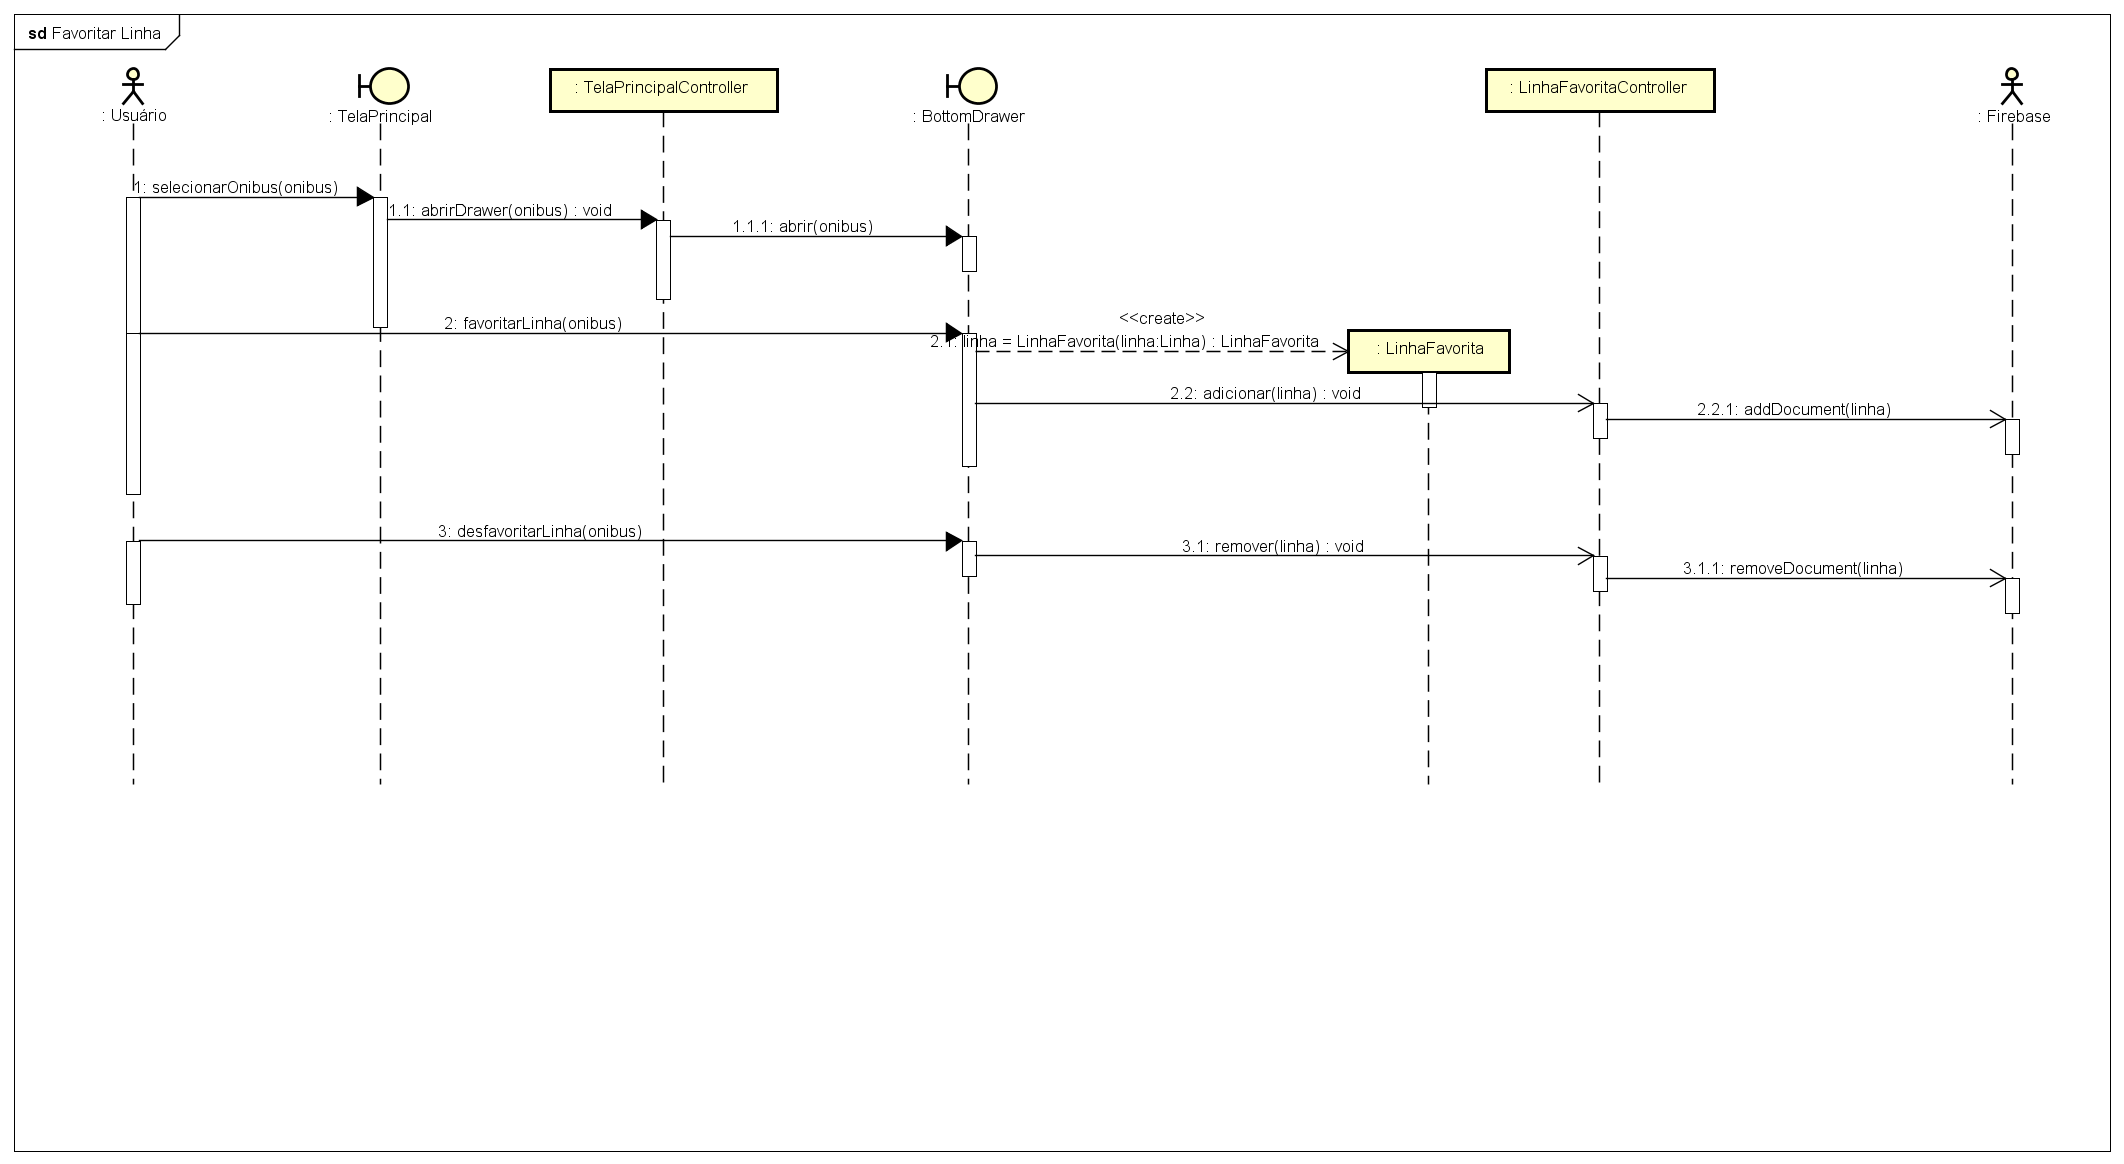 sd Favoritar Linha
: Usuário
: TelaPrincipal
: TelaPrincipalController
: BottomDrawer
: LinhaFavoritaController
: Firebase
1: selecionarOnibus(onibus)
1.1: abrirDrawer(onibus) : void
1.1.1: abrir(onibus)
2: favoritarLinha(onibus)
<<create>>
2.1: linha = LinhaFavorita(linha:Linha) : LinhaFavorita
: LinhaFavorita
2.2: adicionar(linha) : void
2.2.1: addDocument(linha)
3: desfavoritarLinha(onibus)
3.1: remover(linha) : void
3.1.1: removeDocument(linha)